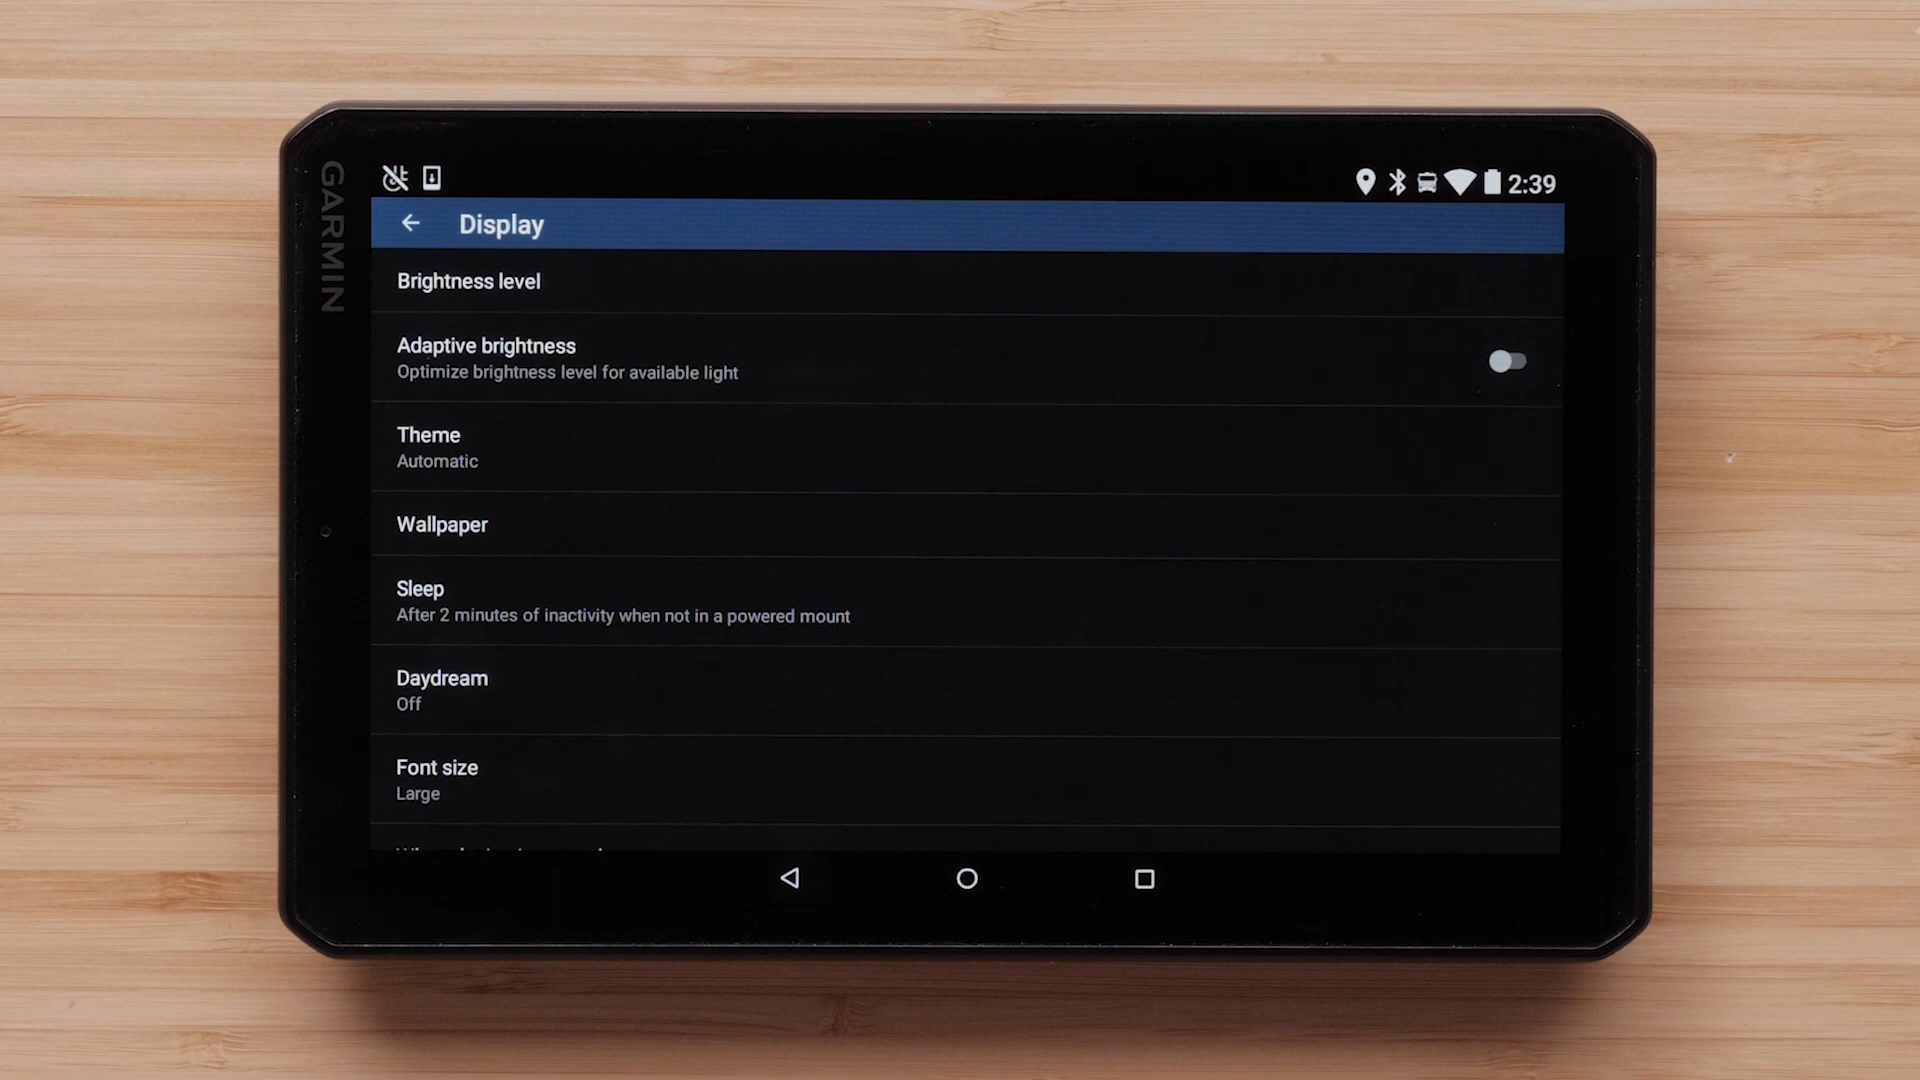 GARMIN
2:39
Display
Brightness level
Adaptive brightness
Optimize brightness level for available light
Theme
Automatic
Wallpaper
Sleep
After 2 minutes of inactivity when not in a powered mount
Daydream
Off
Font size
Large